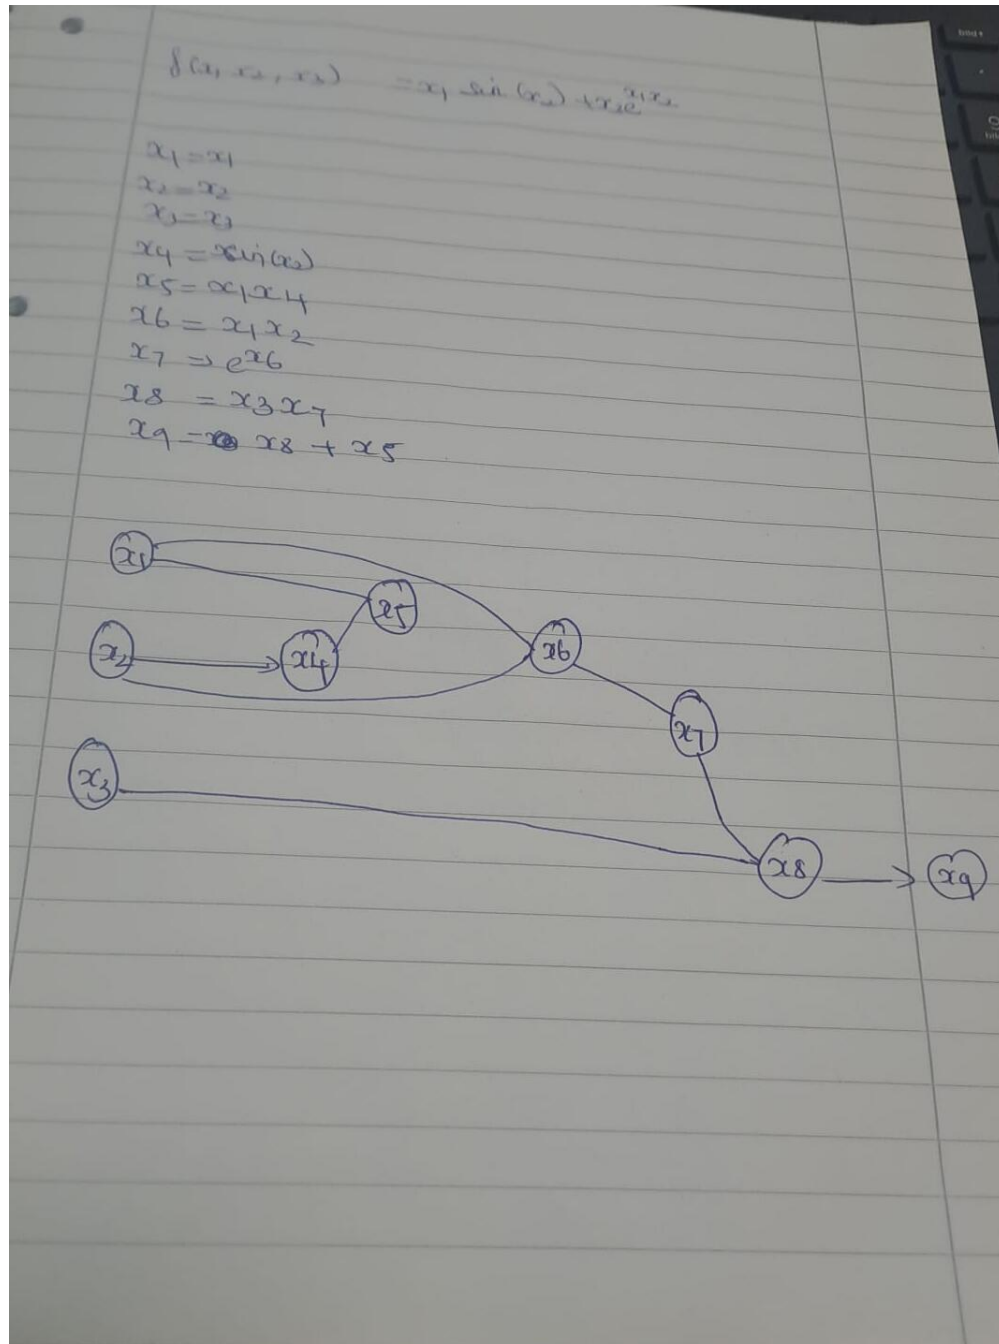 f(x1 x2, x3) = x1 sin(x2) + x3e^x1x2
x1 = x1
x2 = x2
x3 = x3
x4 = sin(x2)
x5 = x1x4
x6 = x1x2
x7 => e^x6
x8 = x3x7
x9 = x8 + x5
x1
x5
x2
x4
x6
x7
x3
x8
x9